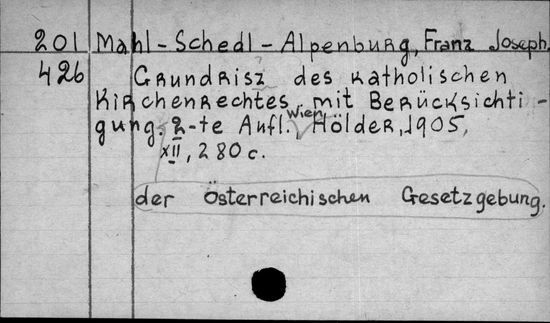 201 Mahl-Schedl-Alpenburg, Franz Joseph.
426 Grundrisz des katholischen
Kirchenrechtes mit Berücksichti-
gung. 2-te Aufl., Wien, Hölder, 1905,
XII, 280 c.
der Österreichischen Gesetzgebung.